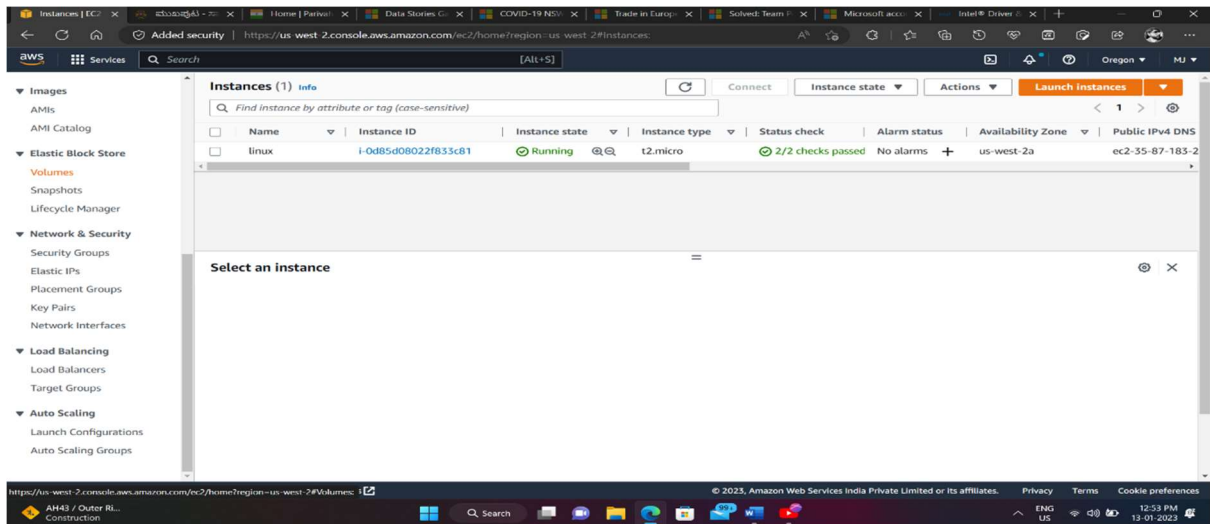 Instances | EC2
Home | Parivah
Data Stories Ga
COVID-19 NSW
Trade in Europe
Solved: Team P
Microsoft acco
Intel® Driver &
Added security | https://us-west-2.console.aws.amazon.com/ec2/home?region=us-west-2#Instances:
aws
Services
Search
[Alt+S]
Oregon
MJ
Images
AMIs
AMI Catalog
Elastic Block Store
Volumes
Snapshots
Lifecycle Manager
Network & Security
Security Groups
Elastic IPs
Placement Groups
Key Pairs
Network Interfaces
Load Balancing
Load Balancers
Target Groups
Auto Scaling
Launch Configurations
Auto Scaling Groups
Instances (1) Info
Connect
Instance state
Actions
Launch instances
Find instance by attribute or tag (case-sensitive)
1
Name Instance ID Instance state Instance type Status check Alarm status Availability Zone Public IPv4 DNS
linux i-0d85d08022f833c81 Running t2.micro 2/2 checks passed No alarms + us-west-2a ec2-35-87-183-2
Select an instance
https://us-west-2.console.aws.amazon.com/ec2/home?region=us-west-2#Volumes:
© 2023, Amazon Web Services India Private Limited or its affiliates. Privacy Terms Cookie preferences
AH43 / Outer Ri...
Construction
Search
99+
ENG
US
12:53 PM
13-01-2023